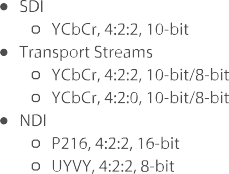 • SDI
o YCbCr, 4:2:2, 10-bit
• Transport Streams
o YCbCr, 4:2:2, 10-bit/8-bit
o YCbCr, 4:2:0, 10-bit/8-bit
• NDI
o P216, 4:2:2, 16-bit
o UYVY, 4:2:2, 8-bit